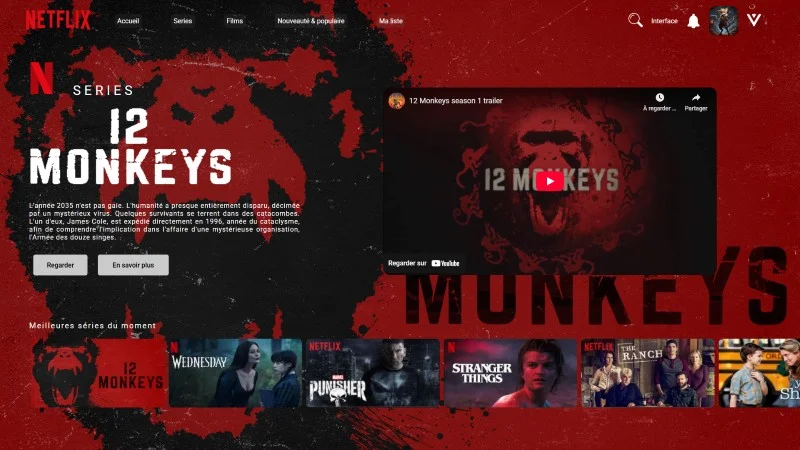 NETFLIX
Accueil
Series
Films
Nouveauté & populaire
Ma liste
Interface
N
SERIES
12
MONKEYS
L'année 2035 n'est pas gaie. L'humanité a presque entièrement disparu, décimée
par un mystérieux virus. Quelques survivants se terrent dans des catacombes.
L'un d'eux, James Cole, est expédié directement en 1996, année du cataclysme,
afin de comprendre l'implication dans l'affaire d'une mystérieuse organisation,
l'Armée des douze singes.
Regarder
En savoir plus
12 Monkeys season 1 trailer
À regarder ...
Partager
12 MONKEYS
Regarder sur YouTube
MONKEYS
Meilleures séries du moment
12
MONKEYS
N
WEDNESDAY
NETFLIX
MARVEL
PUNISHER
N
STRANGER
THINGS
NETFLIX
THE
RANCH